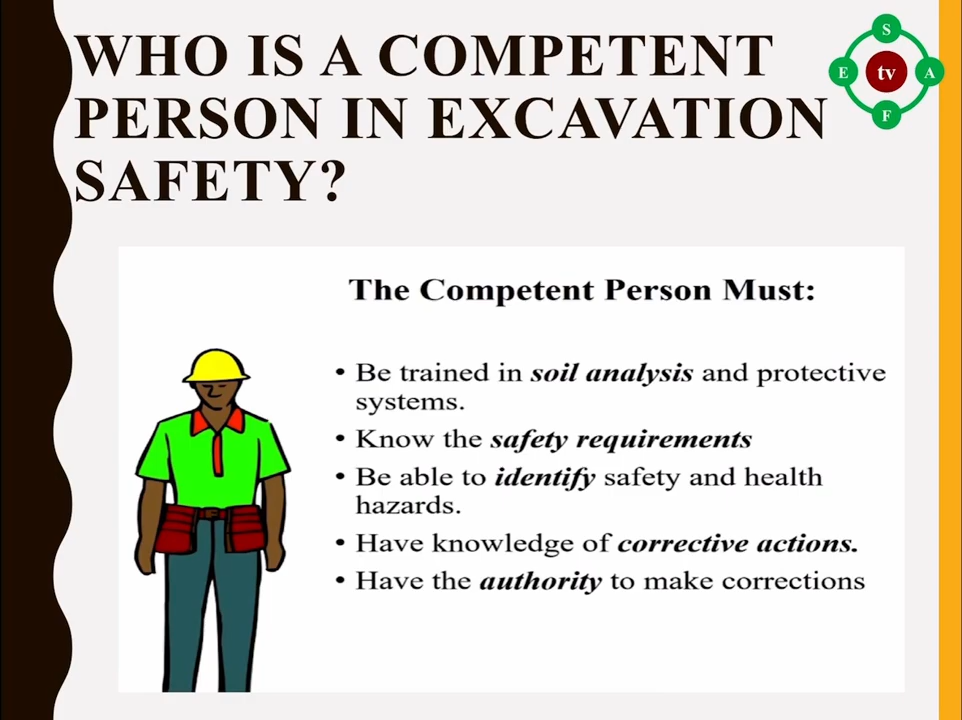 WHO IS A COMPETENT
PERSON IN EXCAVATION
SAFETY?
S
E
tv
A
F
The Competent Person Must:
• Be trained in soil analysis and protective
systems.
• Know the safety requirements
• Be able to identify safety and health
hazards.
• Have knowledge of corrective actions.
• Have the authority to make corrections